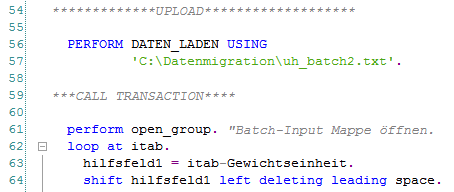 54 *************UPLOAD*******************
55
56 PERFORM DATEN_LADEN USING
57 'C:\Datenmigration\uh_batch2.txt'.
58
59 ***CALL TRANSACTION****
60
61 perform open_group. "Batch-Input Mappe öffnen.
62 loop at itab.
63 hilfsfeld1 = itab-Gewichtseinheit.
64 shift hilfsfeld1 left deleting leading space.